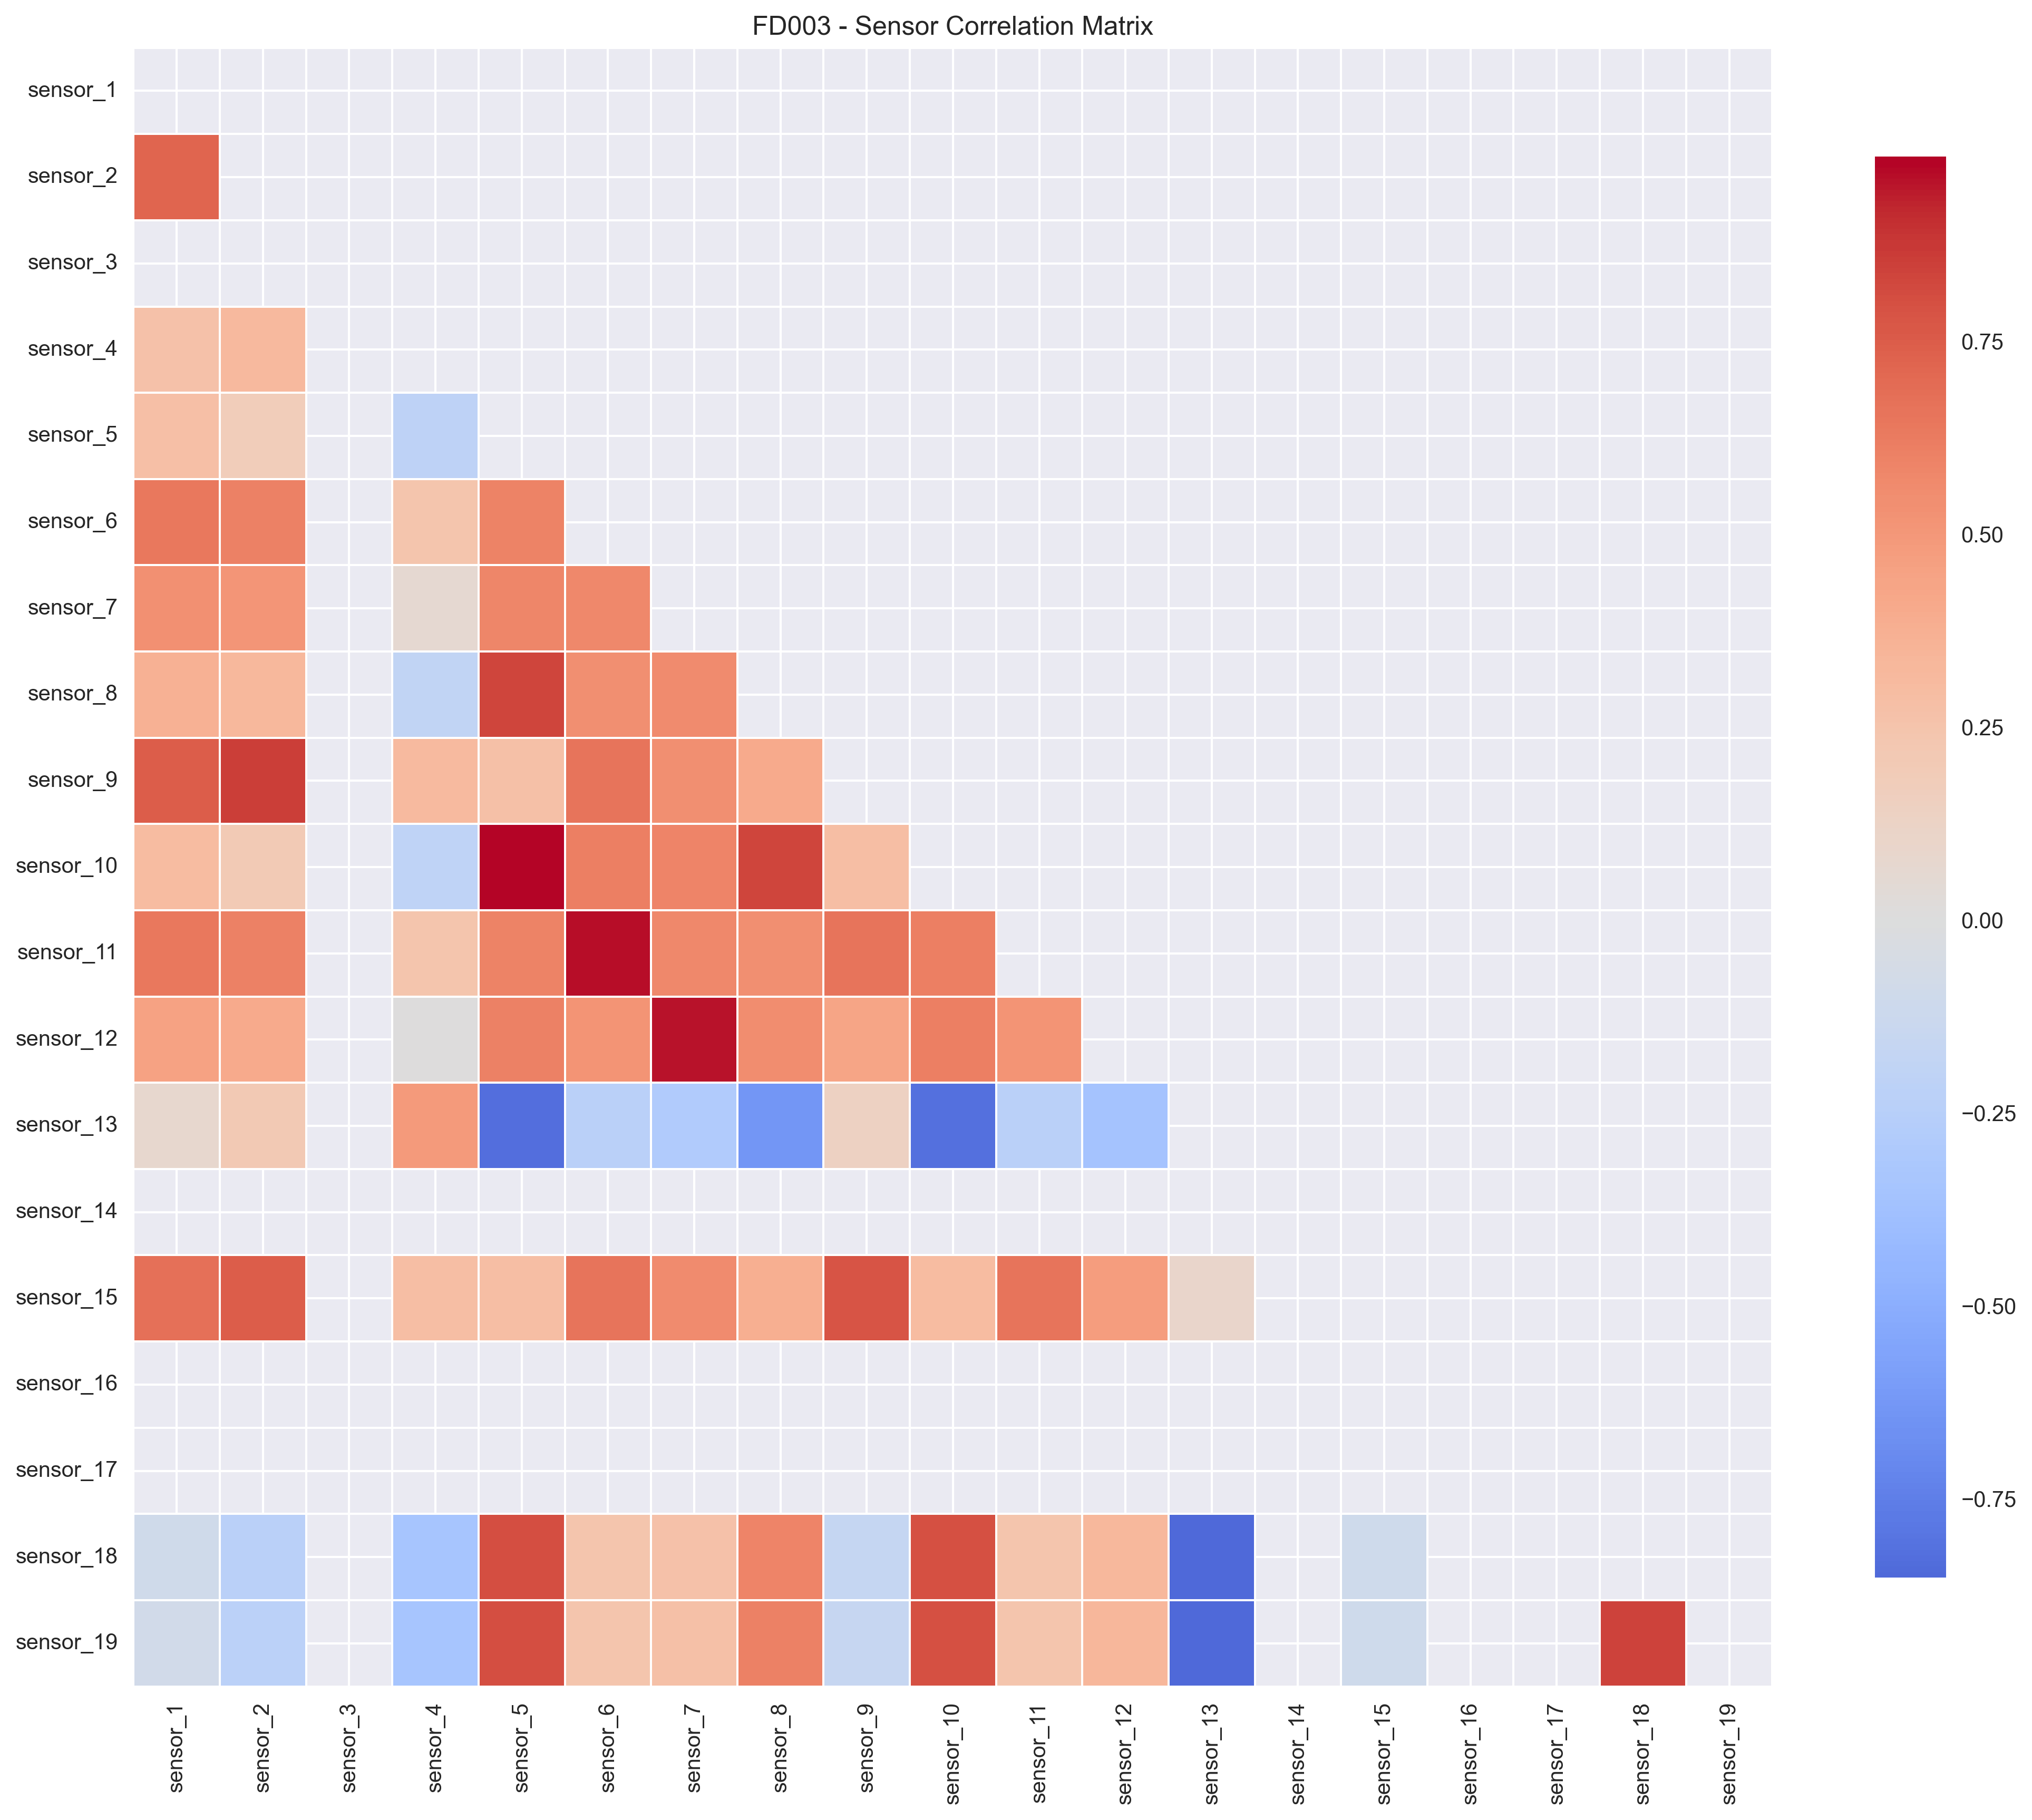 FD003 - Sensor Correlation Matrix
sensor_1
sensor_2
sensor_3
sensor_4
sensor_5
sensor_6
sensor_7
sensor_8
sensor_9
sensor_10
sensor_11
sensor_12
sensor_13
sensor_14
sensor_15
sensor_16
sensor_17
sensor_18
sensor_19
sensor_1
sensor_2
sensor_3
sensor_4
sensor_5
sensor_6
sensor_7
sensor_8
sensor_9
sensor_10
sensor_11
sensor_12
sensor_13
sensor_14
sensor_15
sensor_16
sensor_17
sensor_18
sensor_19
0.75
0.50
0.25
0.00
−0.25
−0.50
−0.75